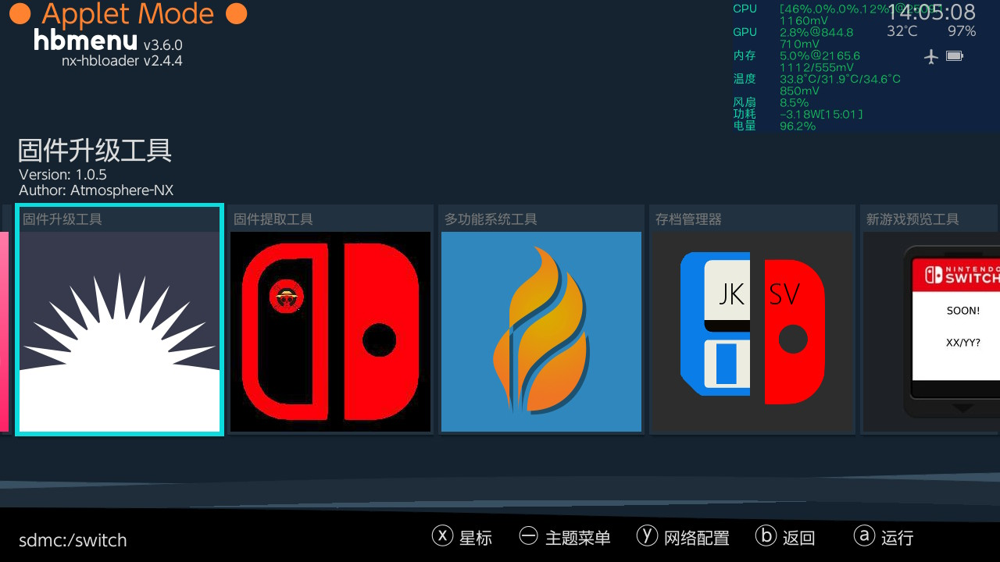 Applet Mode
hbmenu v3.6.0
nx-hbloader v2.4.4
14:05:08
32°C 97%
CPU [46%,0%,0%,12%]
1160mV
GPU 2.8%@844.8
710mV
内存 5.0%@2165.6
1112/555mV
温度 33.8°C/31.9°C/34.6°C
850mV
风扇 8.5%
功耗 -3.18W[15:01]
电量 96.2%
固件升级工具
Version: 1.0.5
Author: Atmosphere-NX
固件升级工具
固件提取工具
多功能系统工具
存档管理器
JK SV
新游戏预览工具
NINTENDO
SWITCH
SOON!
XX/YY?
sdmc:/switch
X 星标
主题菜单
y 网络配置
b 返回
a 运行